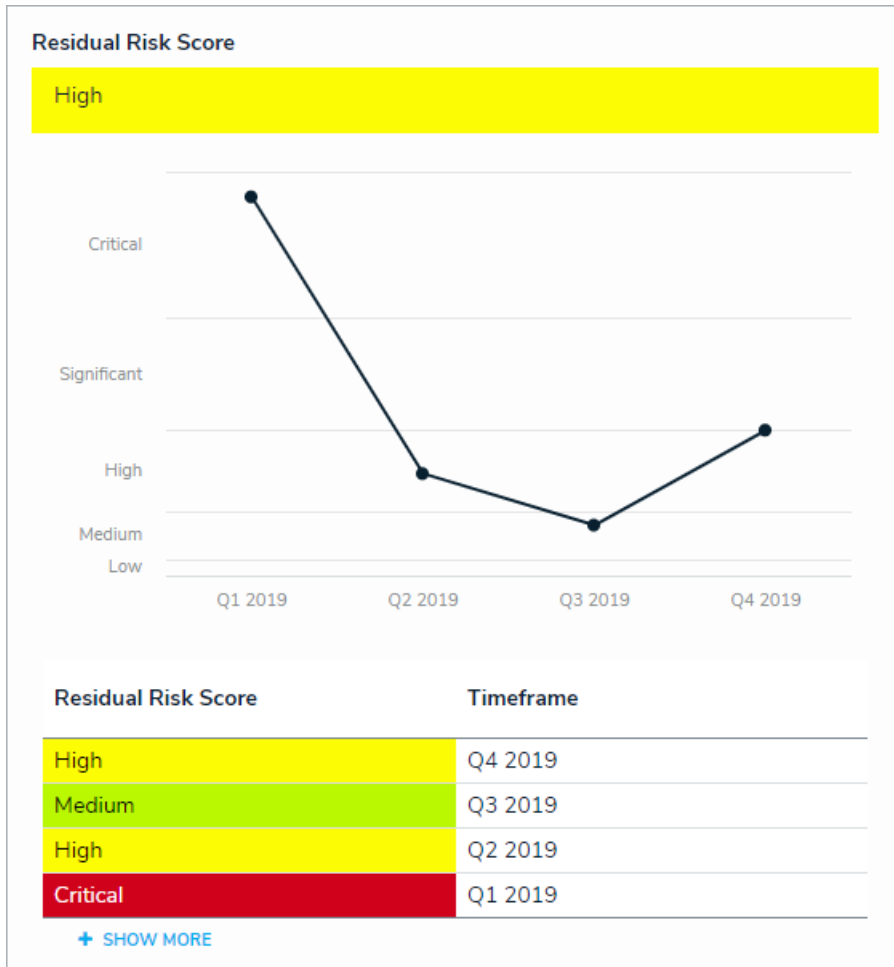 Residual Risk Score
High
Critical
Significant
High
Medium
Low
Q1 2019 Q2 2019 Q3 2019 Q4 2019
Residual Risk Score Timeframe
High Q4 2019
Medium Q3 2019
High Q2 2019
Critical Q1 2019
+ SHOW MORE